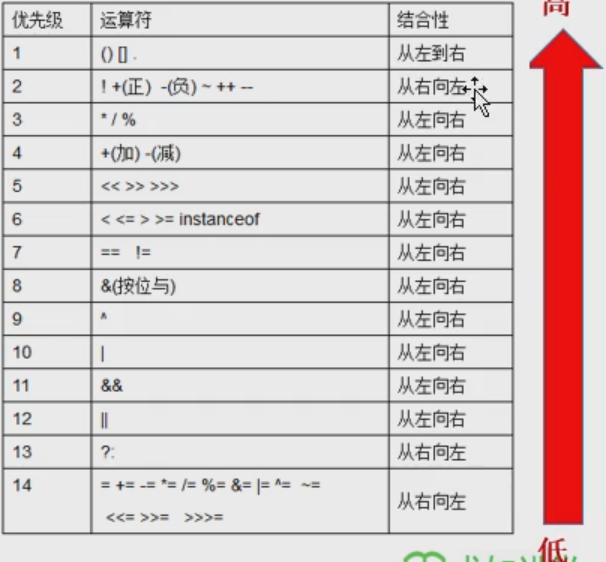 高
优先级 运算符 结合性
1 () [] . 从左到右
2 ! +(正) -(负) ~ ++ -- 从右向左
3 * / % 从左向右
4 +(加) -(减) 从左向右
5 << >> >>> 从左向右
6 < <= > >= instanceof 从左向右
7 == != 从左向右
8 &(按位与) 从左向右
9 ^ 从左向右
10 | 从左向右
11 && 从左向右
12 || 从左向右
13 ?: 从右向左
14 = += -= *= /= %= &= |= ^= ~= 从右向左
<<= >>= >>>=
低